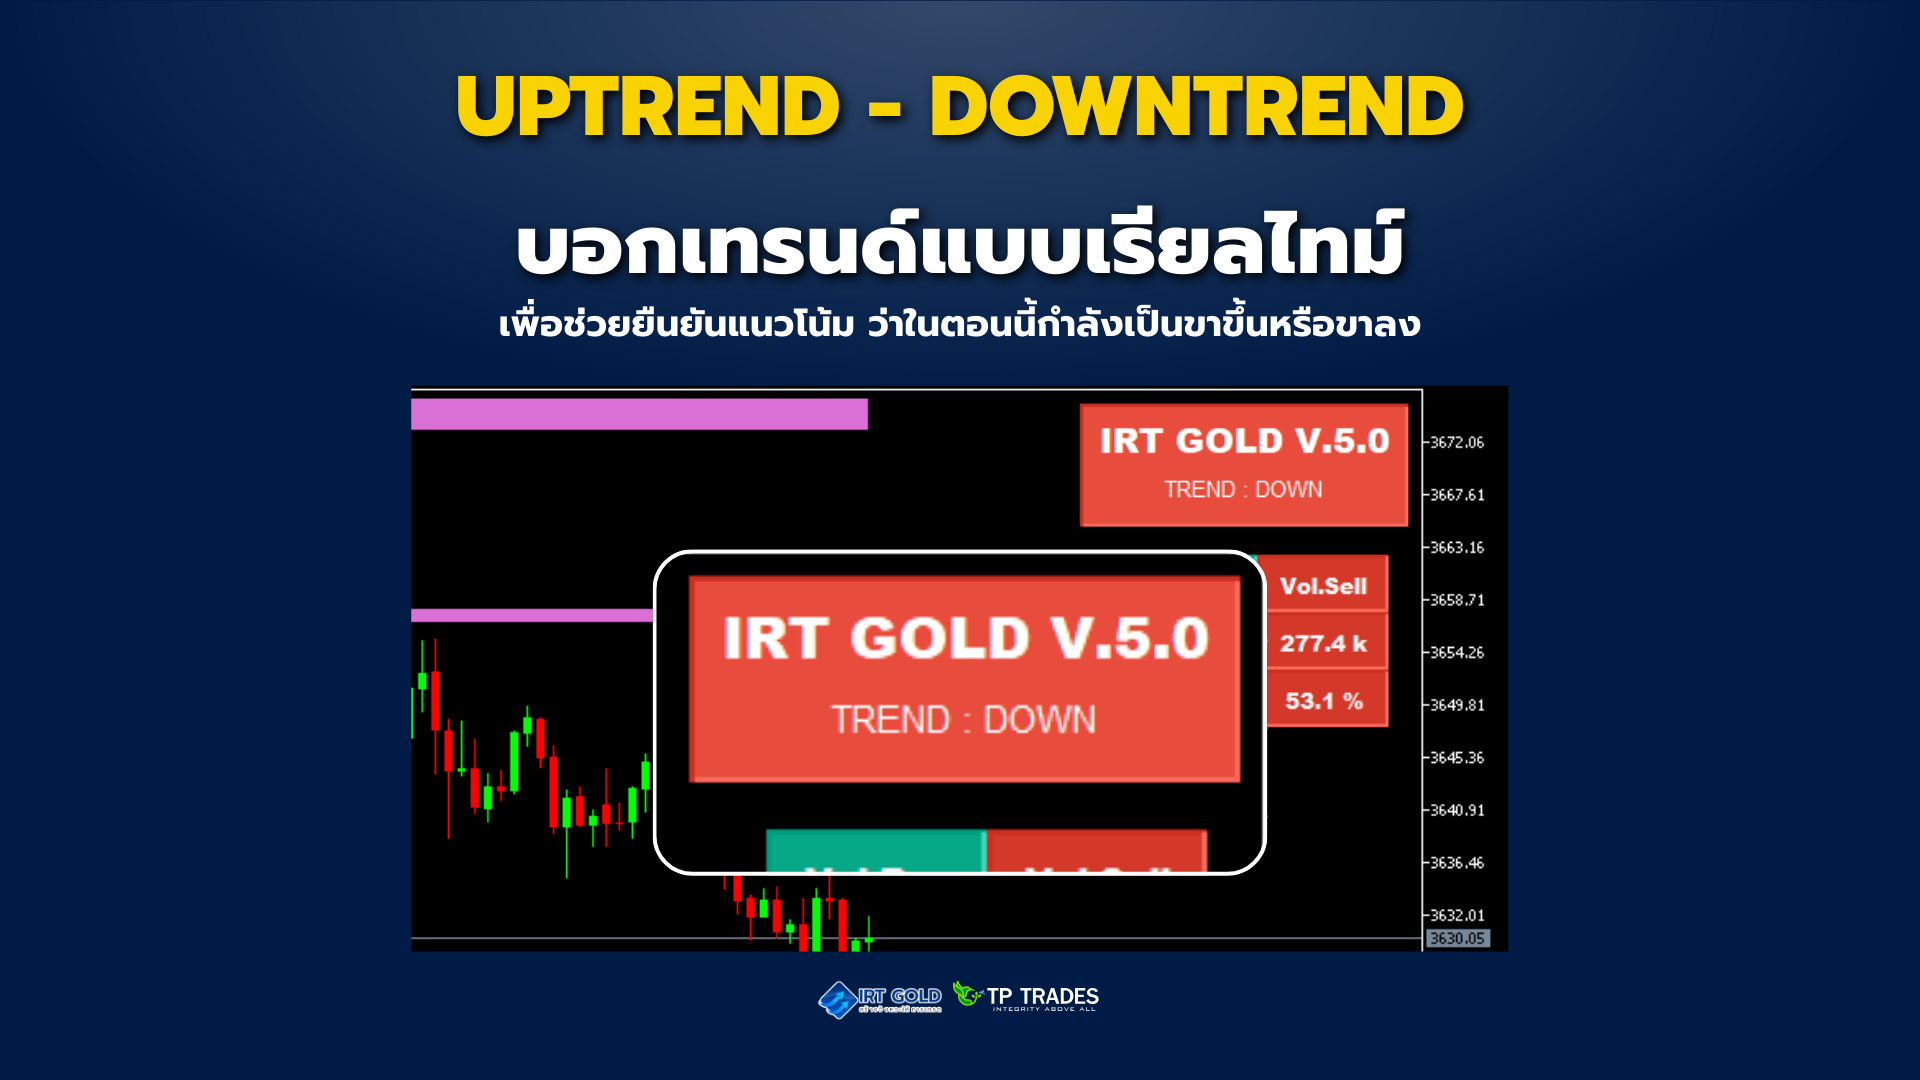 UPTREND - DOWNTREND
บอกเทรนด์แบบเรียลไทม์
เพื่อช่วยยืนยันแนวโน้ม ว่าในตอนนี้กำลังเป็นขาขึ้นหรือขาลง
IRT GOLD V.5.0
TREND : DOWN
3672.06
3667.61
3663.16
3658.71
3654.26
3649.81
3645.36
3640.91
3636.46
3632.01
3630.05
Vol.Sell
277.4 k
53.1 %
IRT GOLD V.5.0
TREND : DOWN
IRT GOLD
TP TRADES
INTEGRITY ABOVE ALL